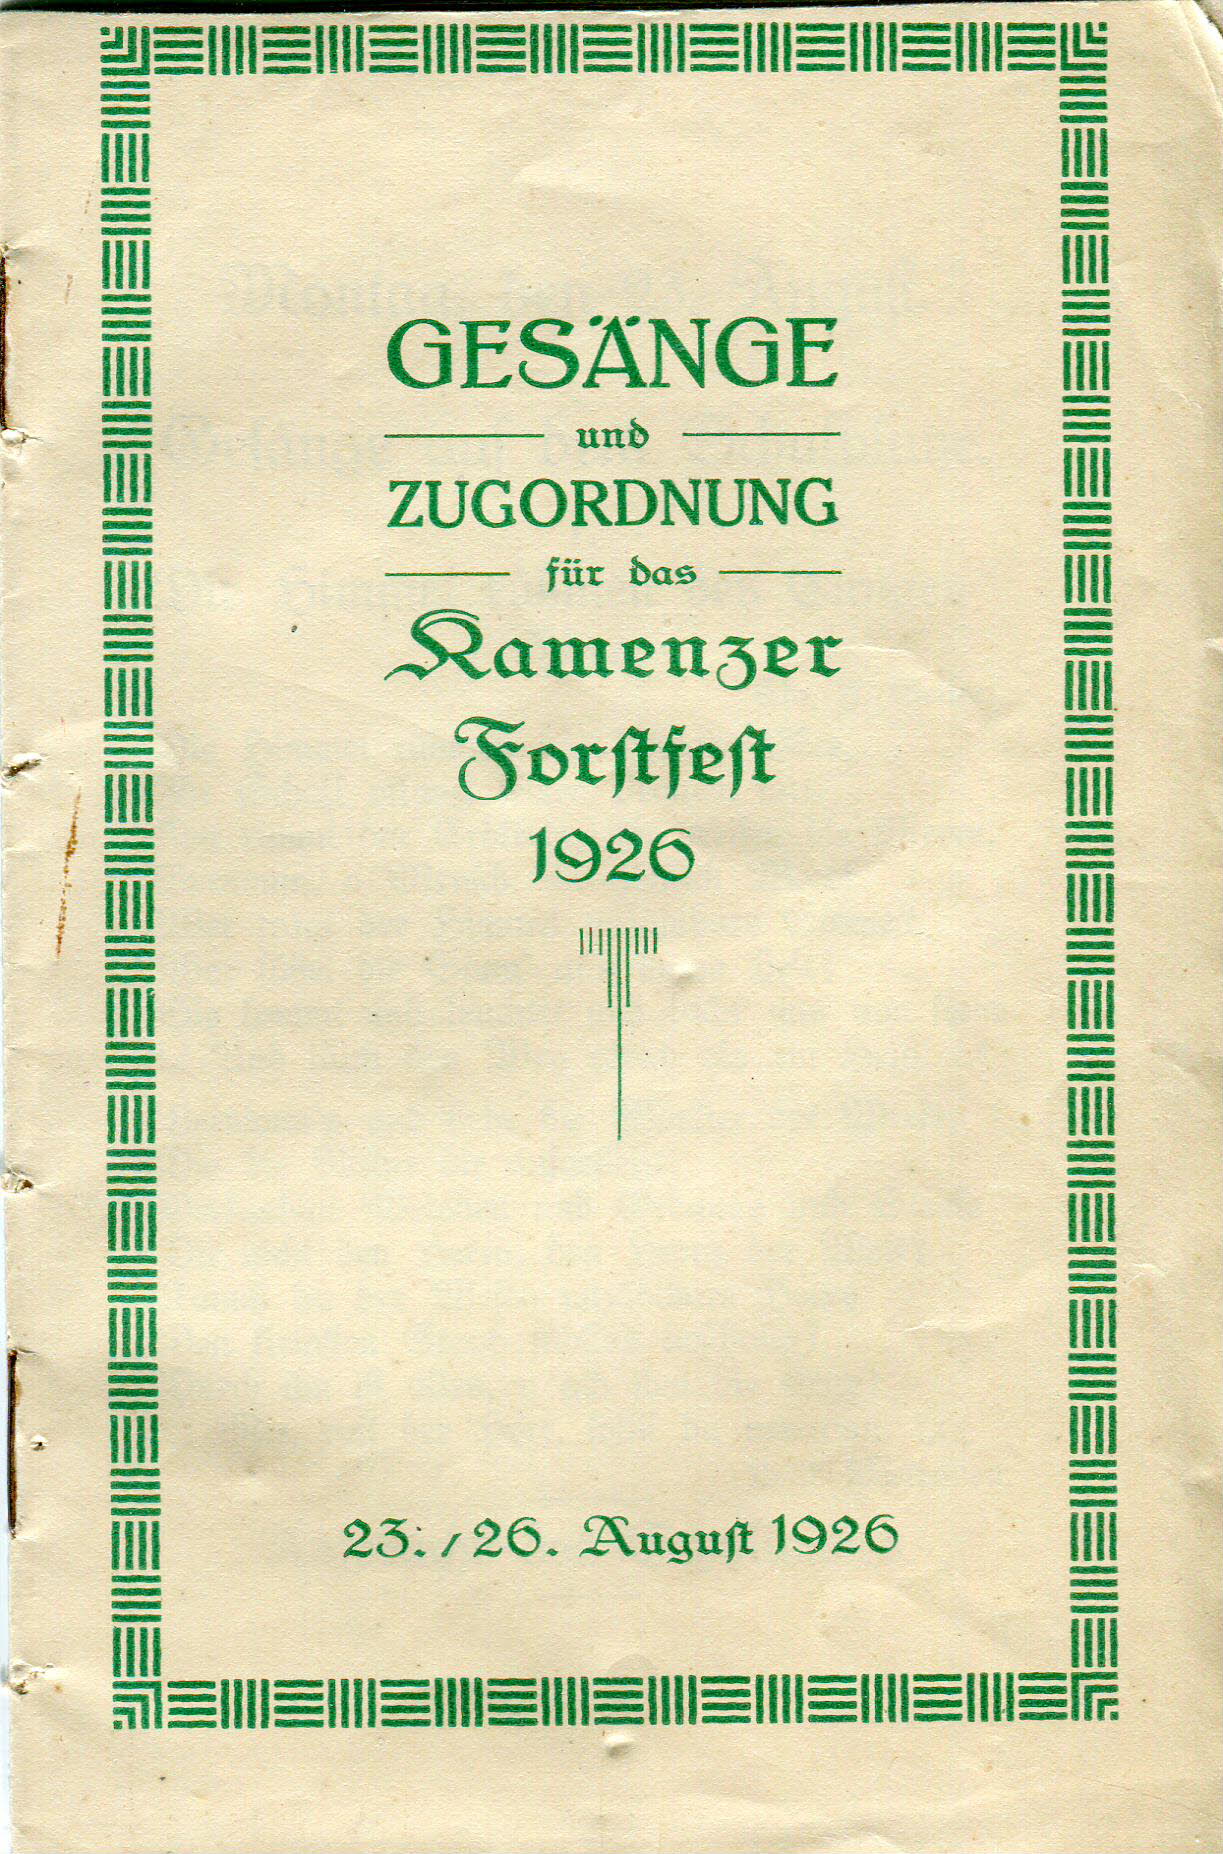 GESÄNGE
und
ZUGORDNUNG
für das
Kamenzer
Forstfest
1926
23. / 26. August 1926